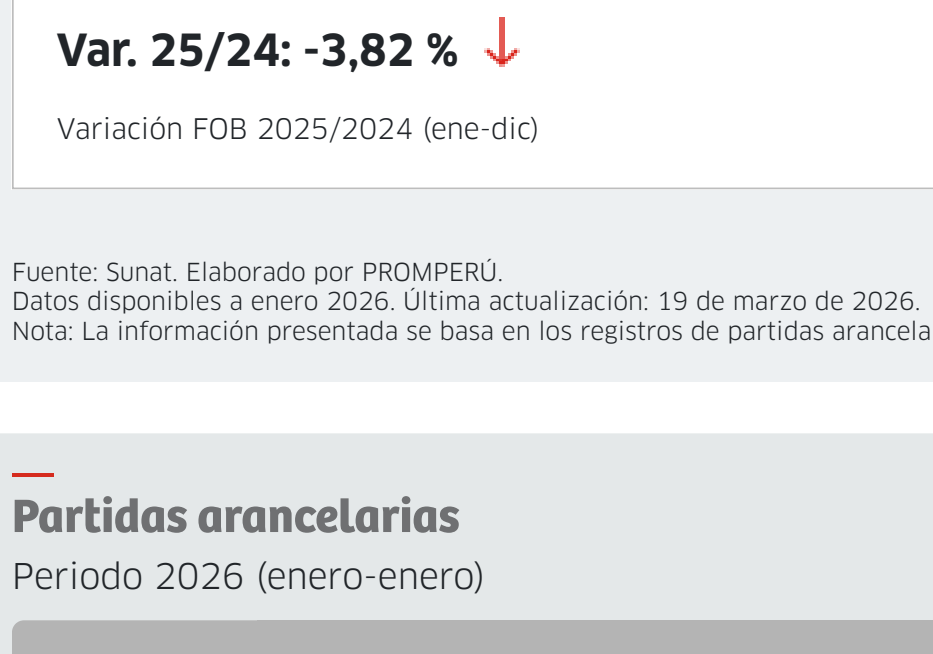 Var. 25/24: -3,82 %
Variación FOB 2025/2024 (ene-dic)
Fuente: Sunat. Elaborado por PROMPERÚ.
Datos disponibles a enero 2026. Última actualización: 19 de marzo de 2026.
Nota: La información presentada se basa en los registros de partidas arancela
Partidas arancelarias
Periodo 2026 (enero-enero)